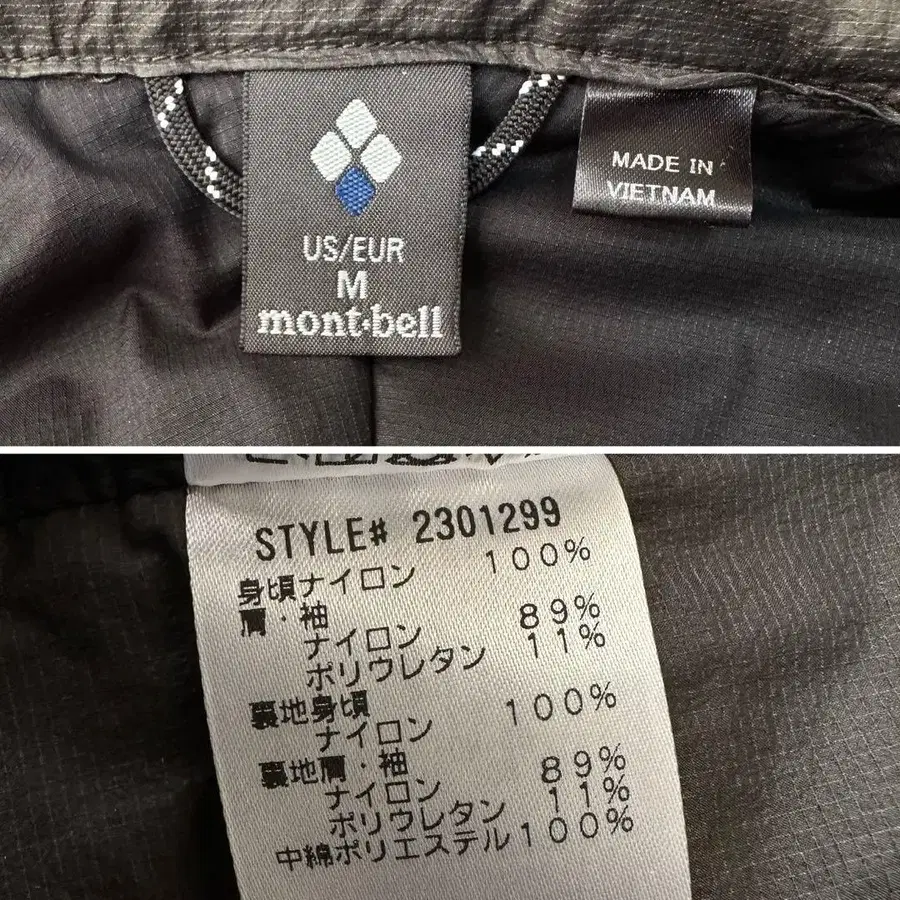 US/EUR
M
mont·bell
MADE IN
VIETNAM
STYLE# 2301299
身頃ナイロン 100%
肩・袖
ナイロン 89%
ポリウレタン 11%
裏地身頃
ナイロン 100%
裏地肩・袖
ナイロン 89%
ポリウレタン 11%
中綿ポリエステル100%